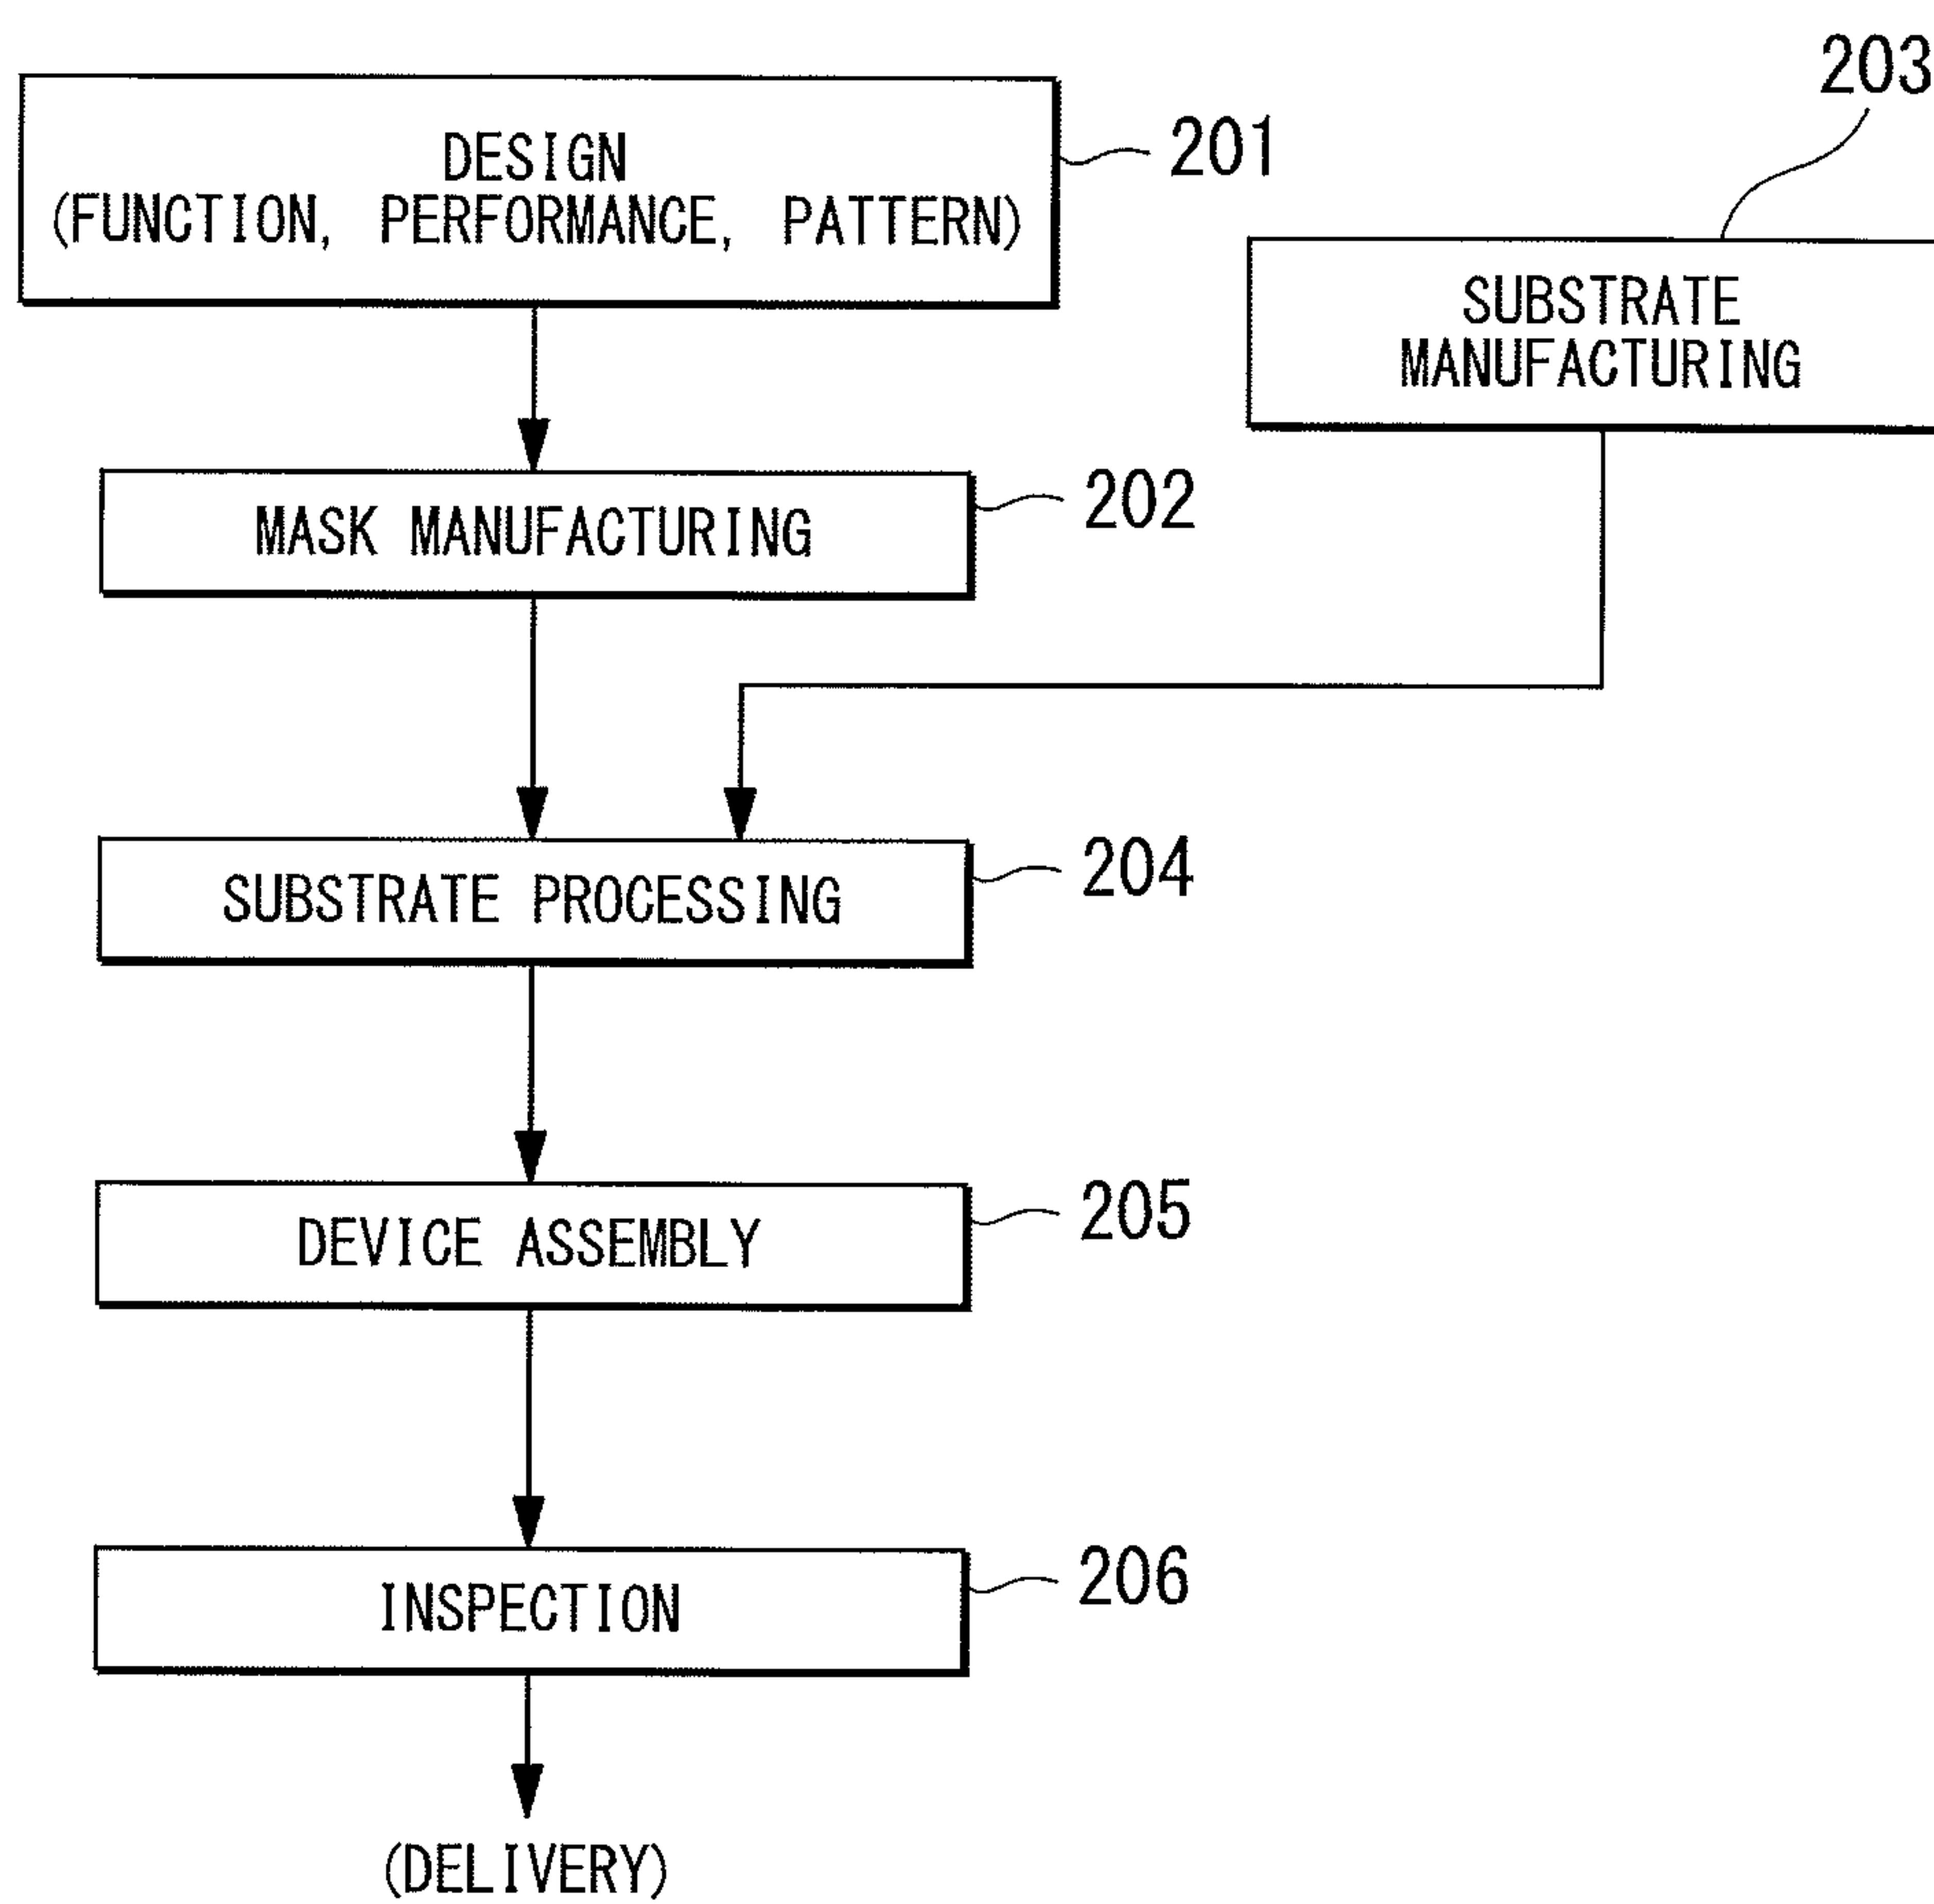 203
DESIGN
(FUNCTION, PERFORMANCE, PATTERN)
201
SUBSTRATE
MANUFACTURING
MASK MANUFACTURING
202
SUBSTRATE PROCESSING
204
DEVICE ASSEMBLY
205
INSPECTION
206
(DELIVERY)